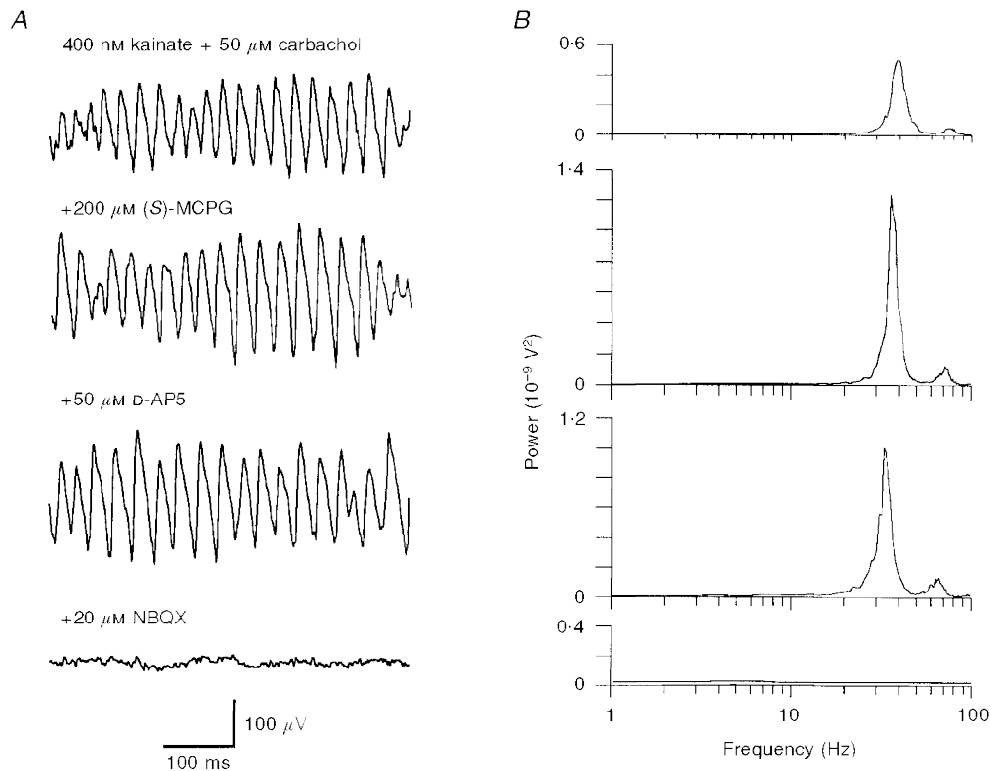 A
400 nM kainate + 50 μM carbachol
+200 μM (S)-MCPG
+50 μM D-AP5
+20 μM NBQX
100 μV
100 ms
B
0·6
0
1·4
0
1·2
0
0·4
0
Power (10⁻⁹ V²)
1
10
100
Frequency (Hz)